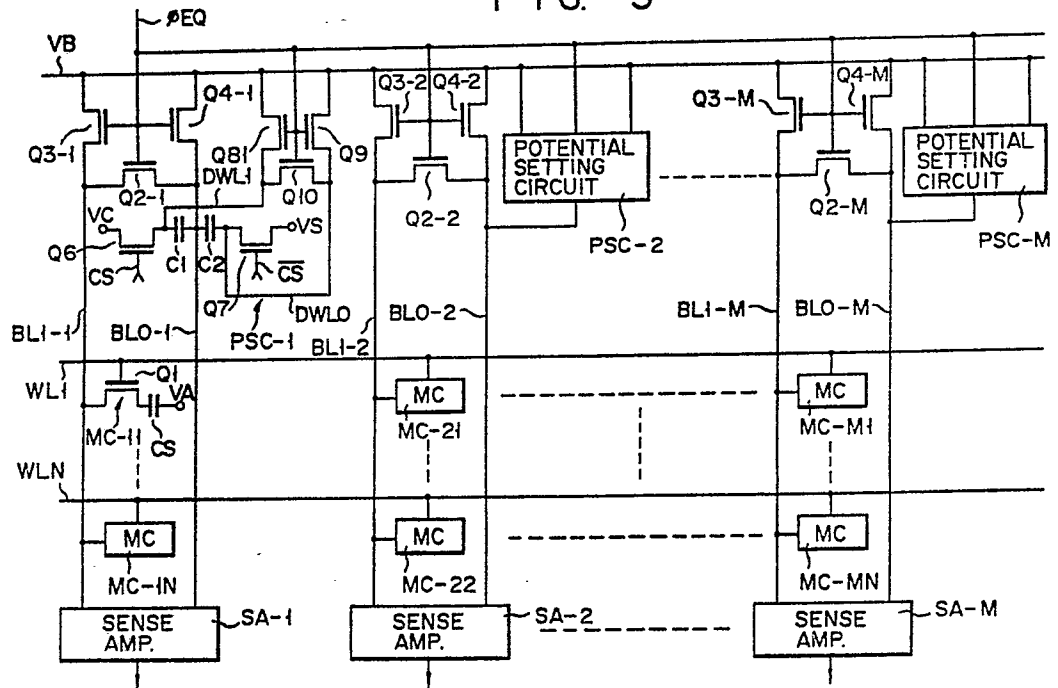 FIG. 5
øEQ
VB
Q3-1
Q4-1
Q81
Q9
Q3-2
Q4-2
Q3-M
Q4-M
POTENTIAL
SETTING
CIRCUIT
POTENTIAL
SETTING
CIRCUIT
Q2-1
DWL1
Q10
Q2-2
PSC-2
Q2-M
PSC-M
VC
Q6
C1
C2
VS
CS
Q7
CS
DWL0
PSC-1
BL1-1
BL0-1
BL1-2
BL0-2
BL1-M
BL0-M
WL1
Q1
VA
MC-11
CS
MC
MC-21
MC
MC-M1
WLN
MC
MC-1N
MC
MC-22
MC
MC-MN
SENSE
AMP.
SA-1
SENSE
AMP.
SA-2
SENSE
AMP.
SA-M